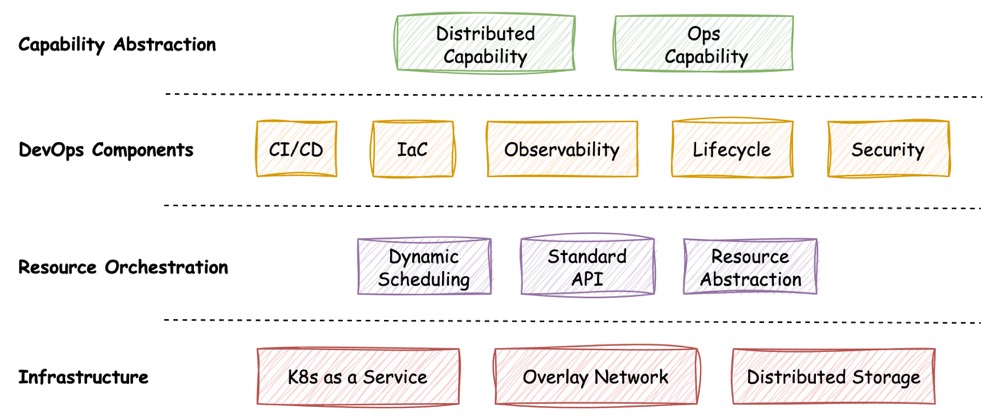 Capability Abstraction
Distributed
Capability
Ops
Capability
DevOps Components
CI/CD
IaC
Observability
Lifecycle
Security
Resource Orchestration
Dynamic
Scheduling
Standard
API
Resource
Abstraction
Infrastructure
K8s as a Service
Overlay Network
Distributed Storage